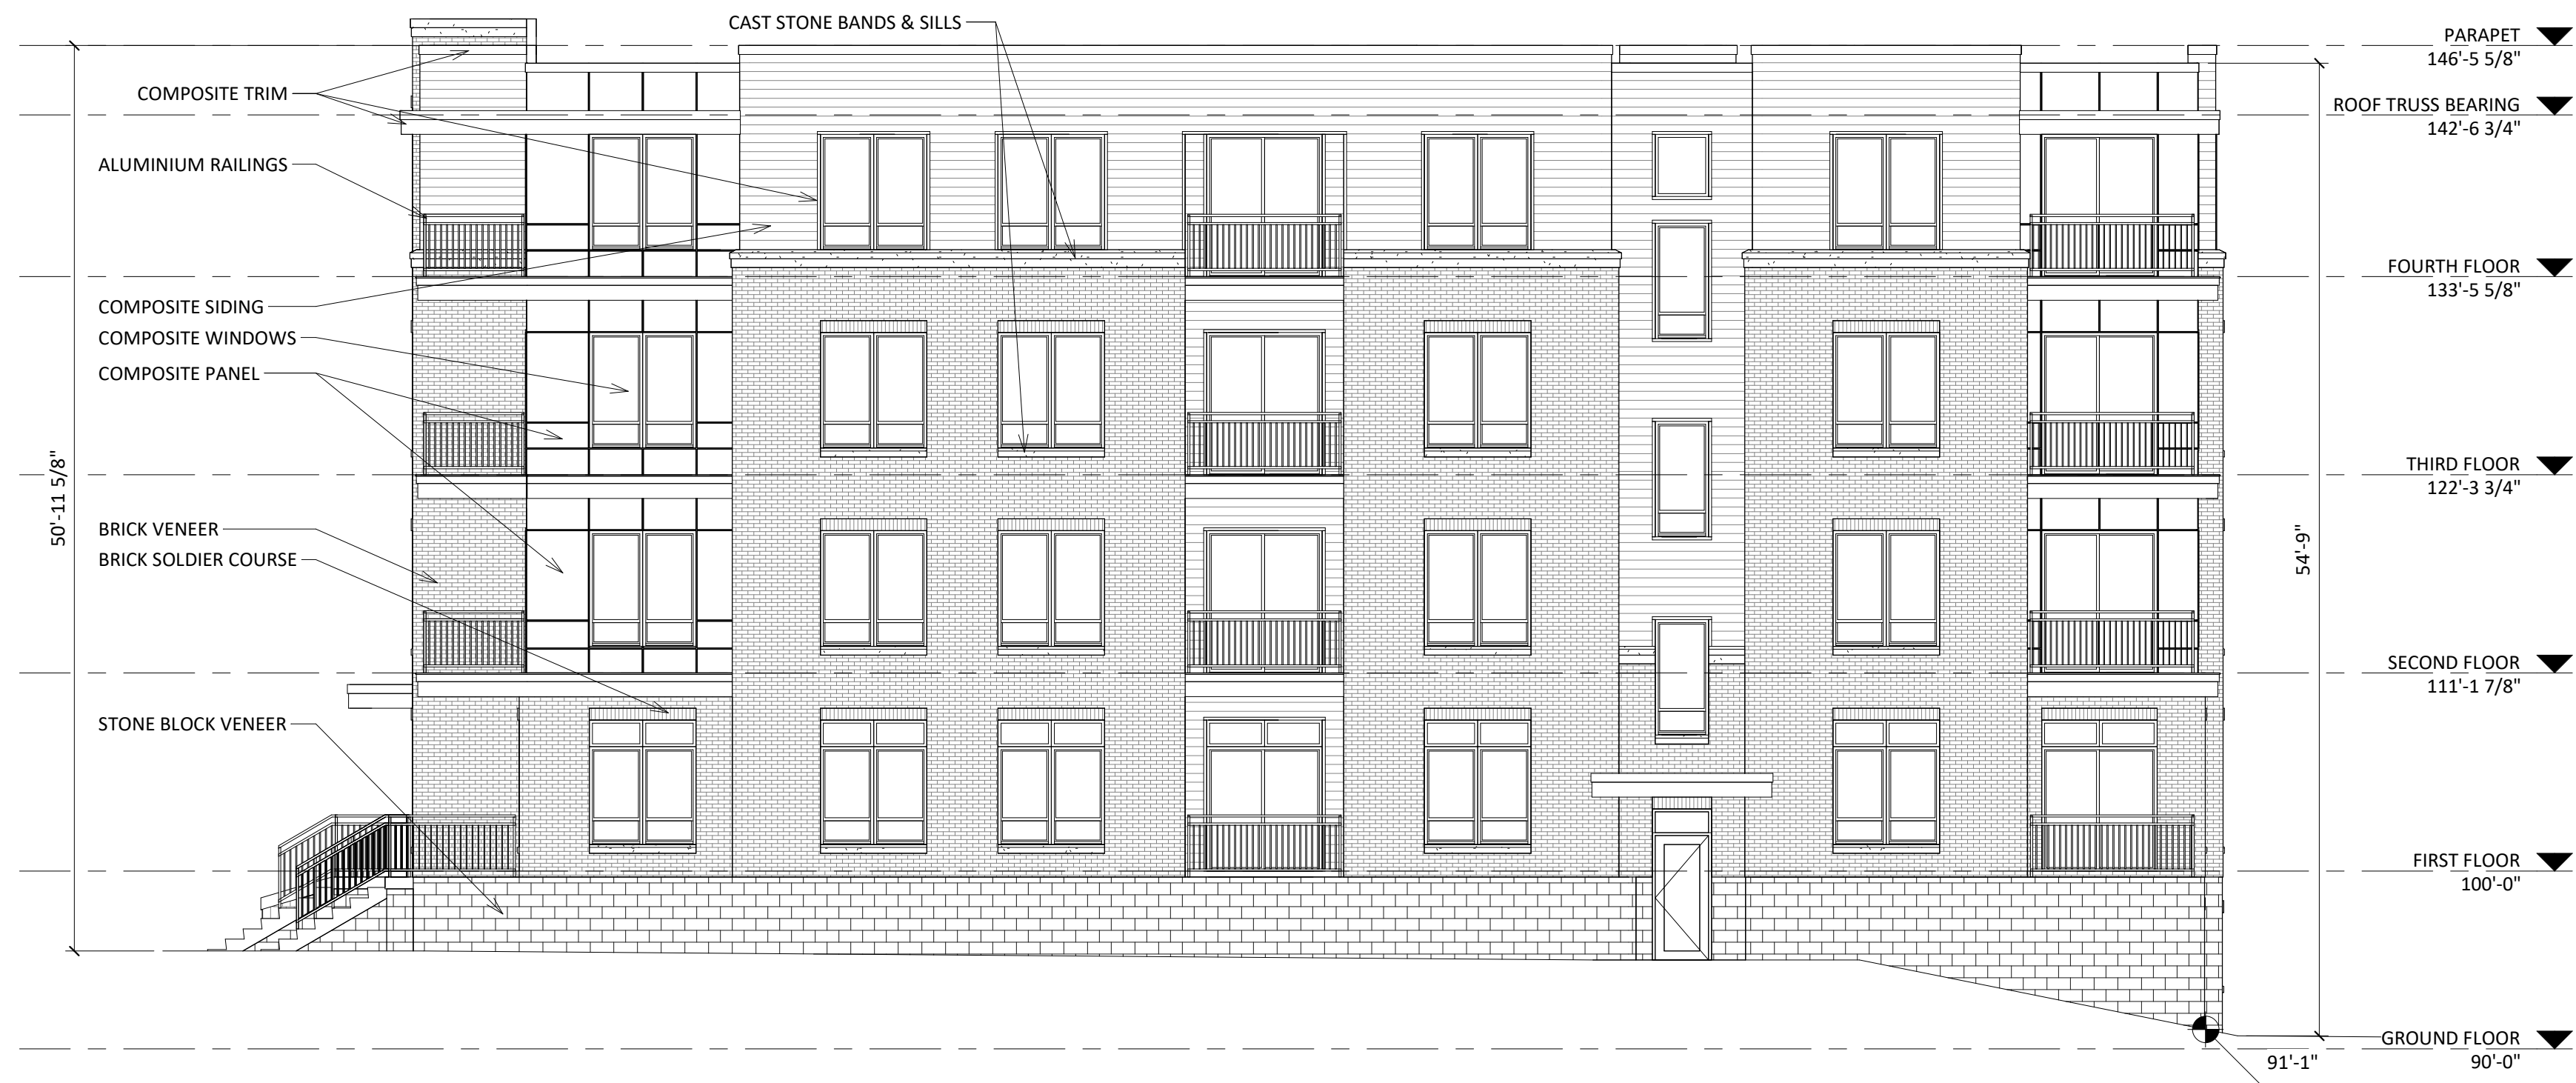 CAST STONE BANDS & SILLS
COMPOSITE TRIM
ALUMINIUM RAILINGS
COMPOSITE SIDING
COMPOSITE WINDOWS
COMPOSITE PANEL
BRICK VENEER
BRICK SOLDIER COURSE
STONE BLOCK VENEER
50'-11 5/8"
54'-9"
PARAPET
146'-5 5/8"
ROOF TRUSS BEARING
142'-6 3/4"
FOURTH FLOOR
133'-5 5/8"
THIRD FLOOR
122'-3 3/4"
SECOND FLOOR
111'-1 7/8"
FIRST FLOOR
100'-0"
GROUND FLOOR
90'-0"
91'-1"